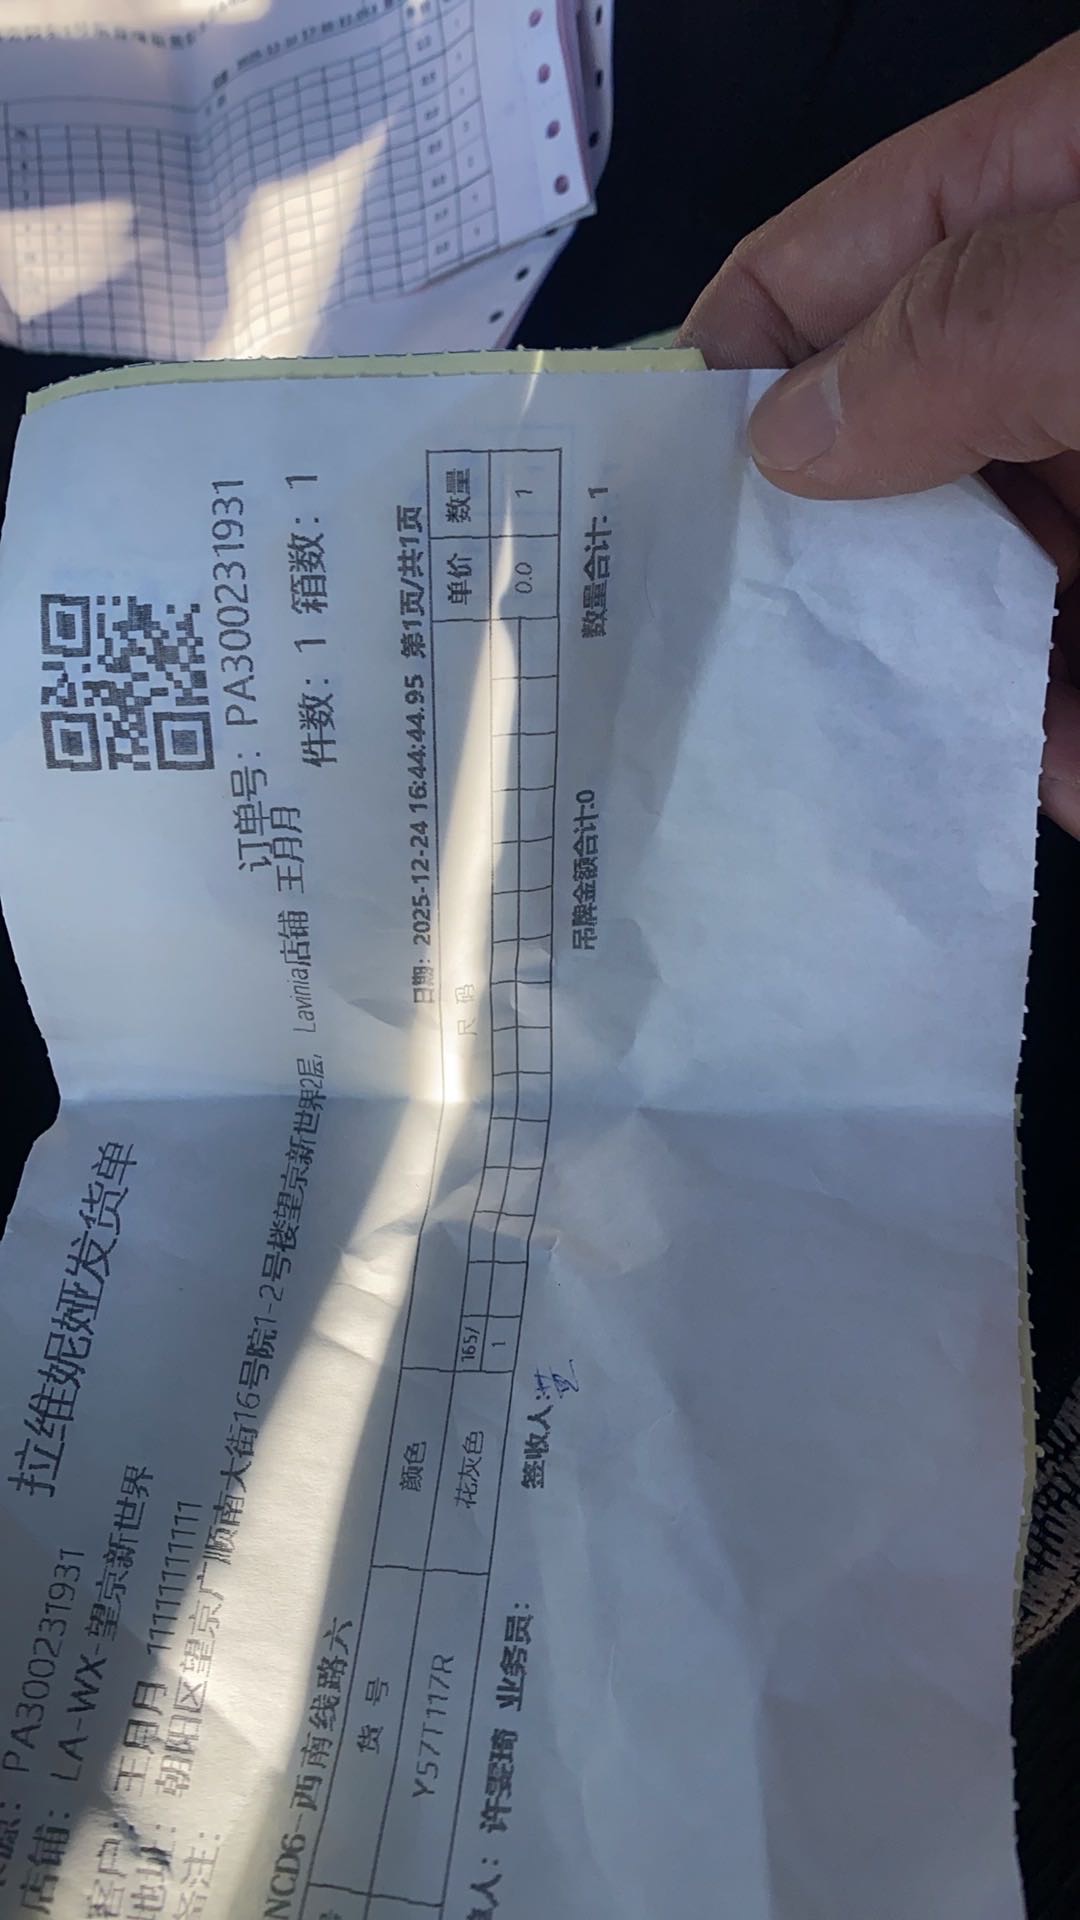 拉维妮娅发货单
订单号：PA300231931
源：PA300231931
店铺：LA-WX-望京新世界
客户：王月月 11111111111
件数：1 箱数：1
地址：朝阳区望京广顺南大街16号院1-2号楼望京新世界2层，Lavinia店铺 王月月
备注：
NCD6-西南线路六
日期：2025-12-24 16:44:44.95 第1页/共1页
号 货 号 颜色 尺 码 单价 数量
165/
Y57T117R 花灰色 1 0.0 1
人：许雯琦 业务员： 签收人： 吊牌金额合计:0 数量合计: 1